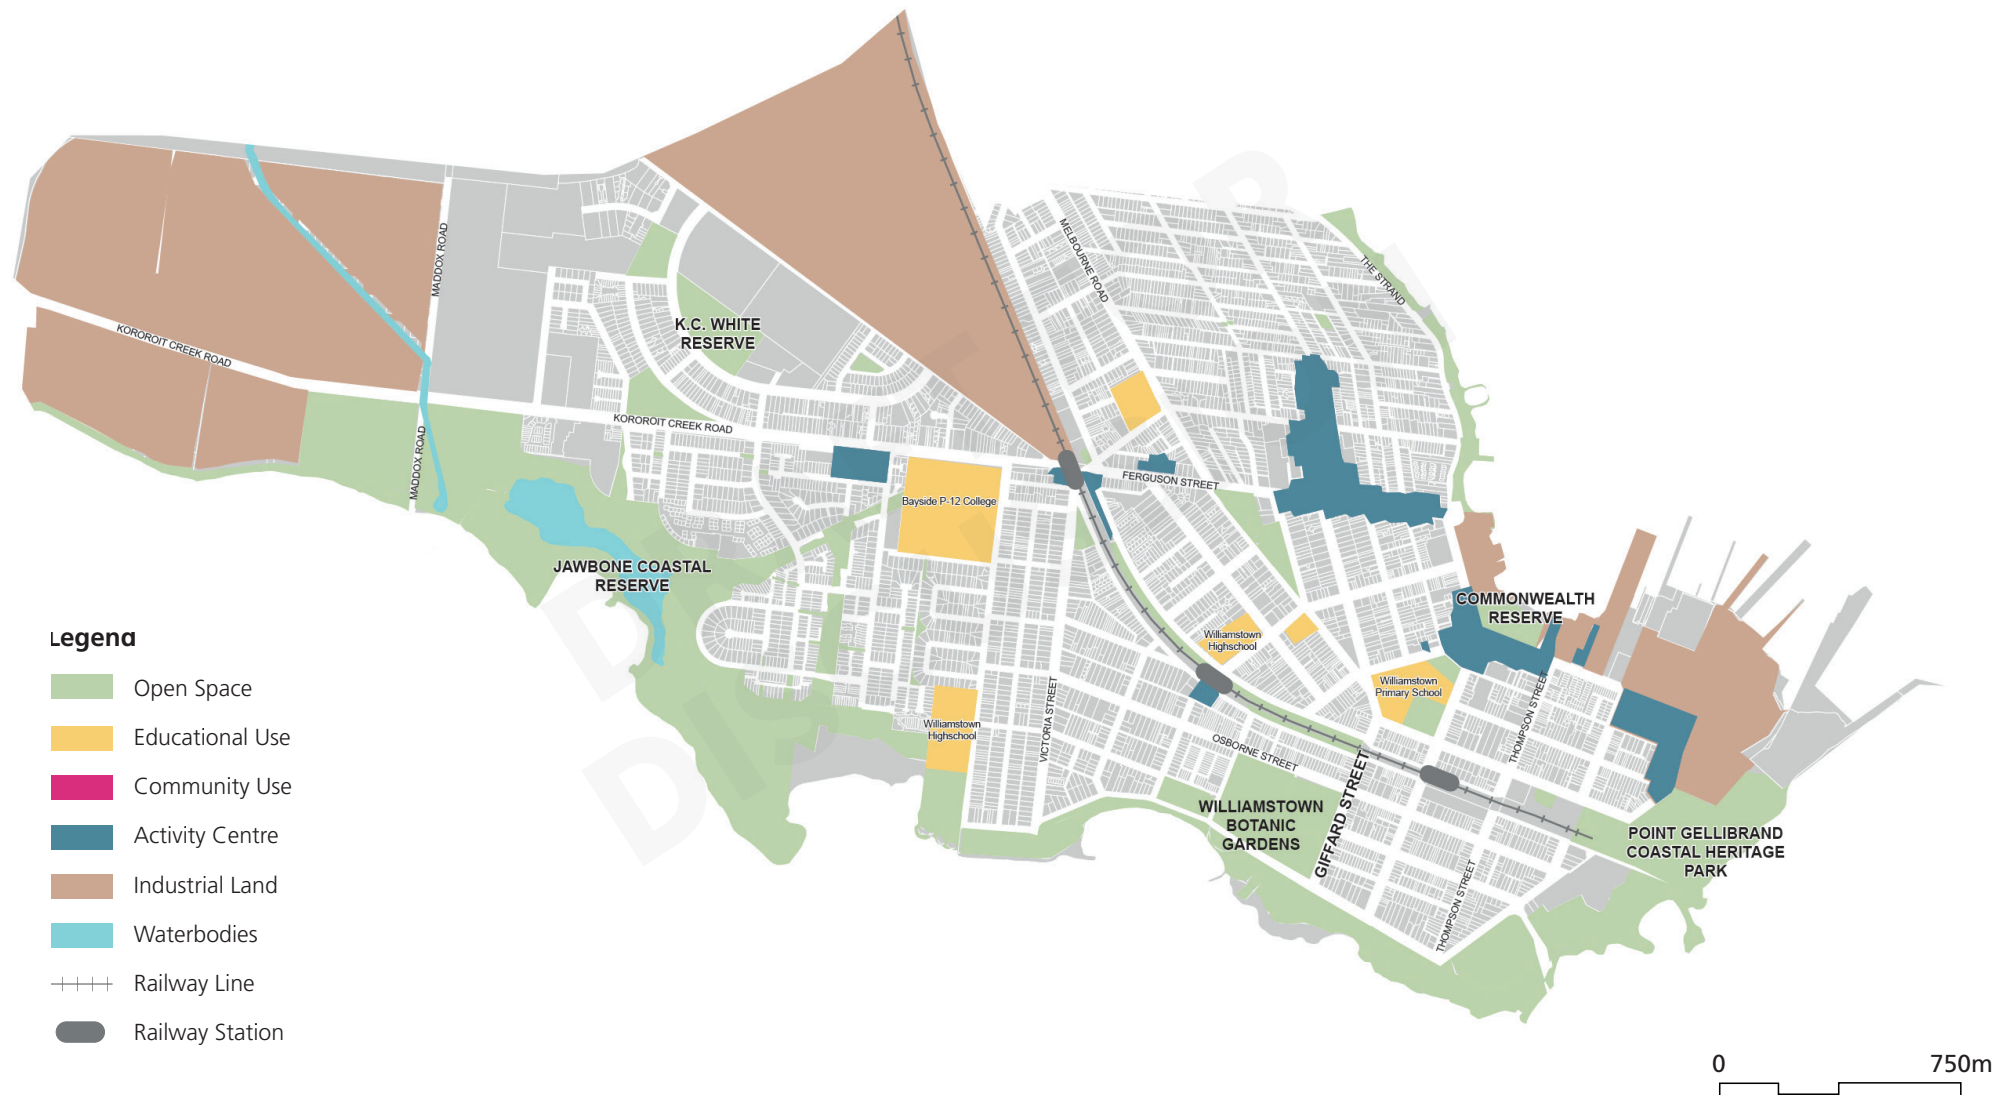 MELBOURNE ROAD
THE STRAND
MADDOX ROAD
KOROROIT CREEK ROAD
K.C. WHITE
RESERVE
KOROROIT CREEK ROAD
MADDOX ROAD
FERGUSON STREET
Bayside P-12 College
JAWBONE COASTAL
RESERVE
COMMONWEALTH
RESERVE
Williamstown
Highschool
Williamstown
Primary School
Williamstown
Highschool
VICTORIA STREET
OSBORNE STREET
THOMPSON STREET
GIFFARD STREET
WILLIAMSTOWN
BOTANIC
GARDENS
POINT GELLIBRAND
COASTAL HERITAGE
PARK
THOMPSON STREET
Legend
Open Space
Educational Use
Community Use
Activity Centre
Industrial Land
Waterbodies
Railway Line
Railway Station
0 750m